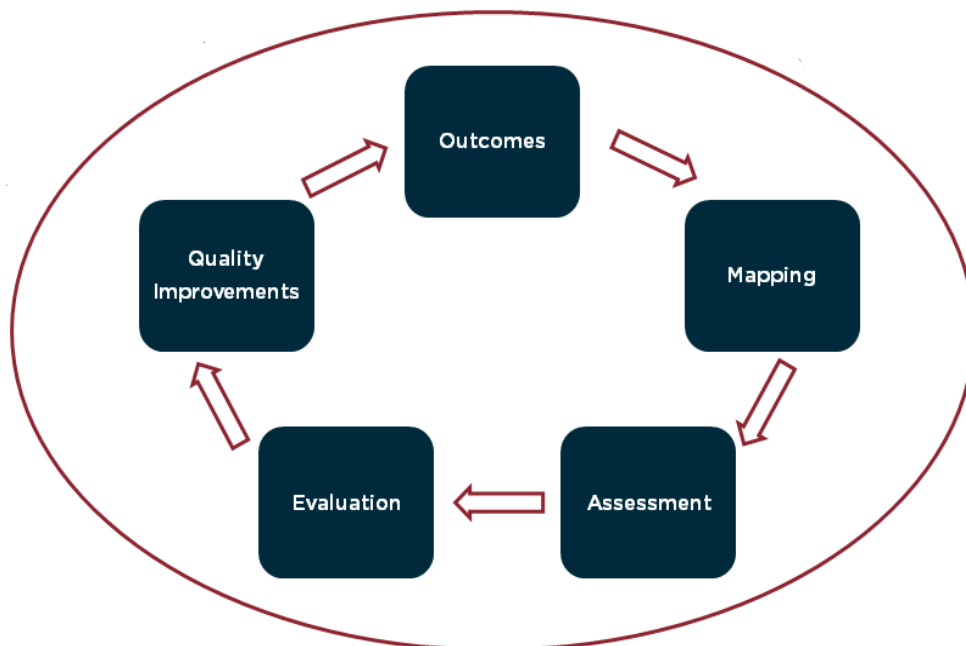 Outcomes
Mapping
Assessment
Evaluation
Quality
Improvements